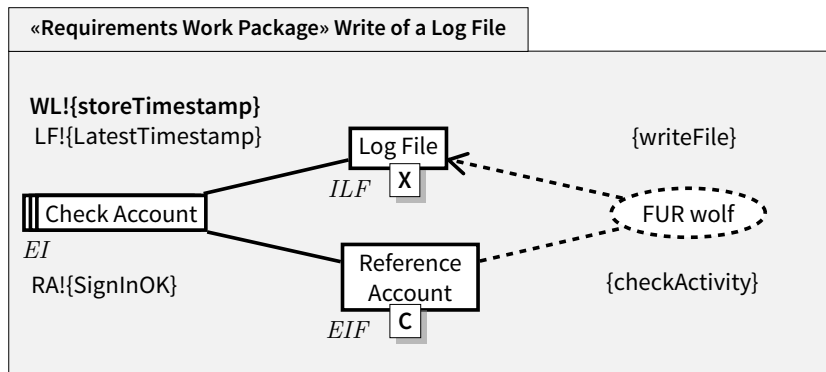 «Requirements Work Package» Write of a Log File
WL!{storeTimestamp}
LF!{LatestTimestamp}
Log File
{writeFile}
ILF
X
Check Account
FUR wolf
EI
RA!{SignInOK}
Reference
Account
{checkActivity}
EIF
C